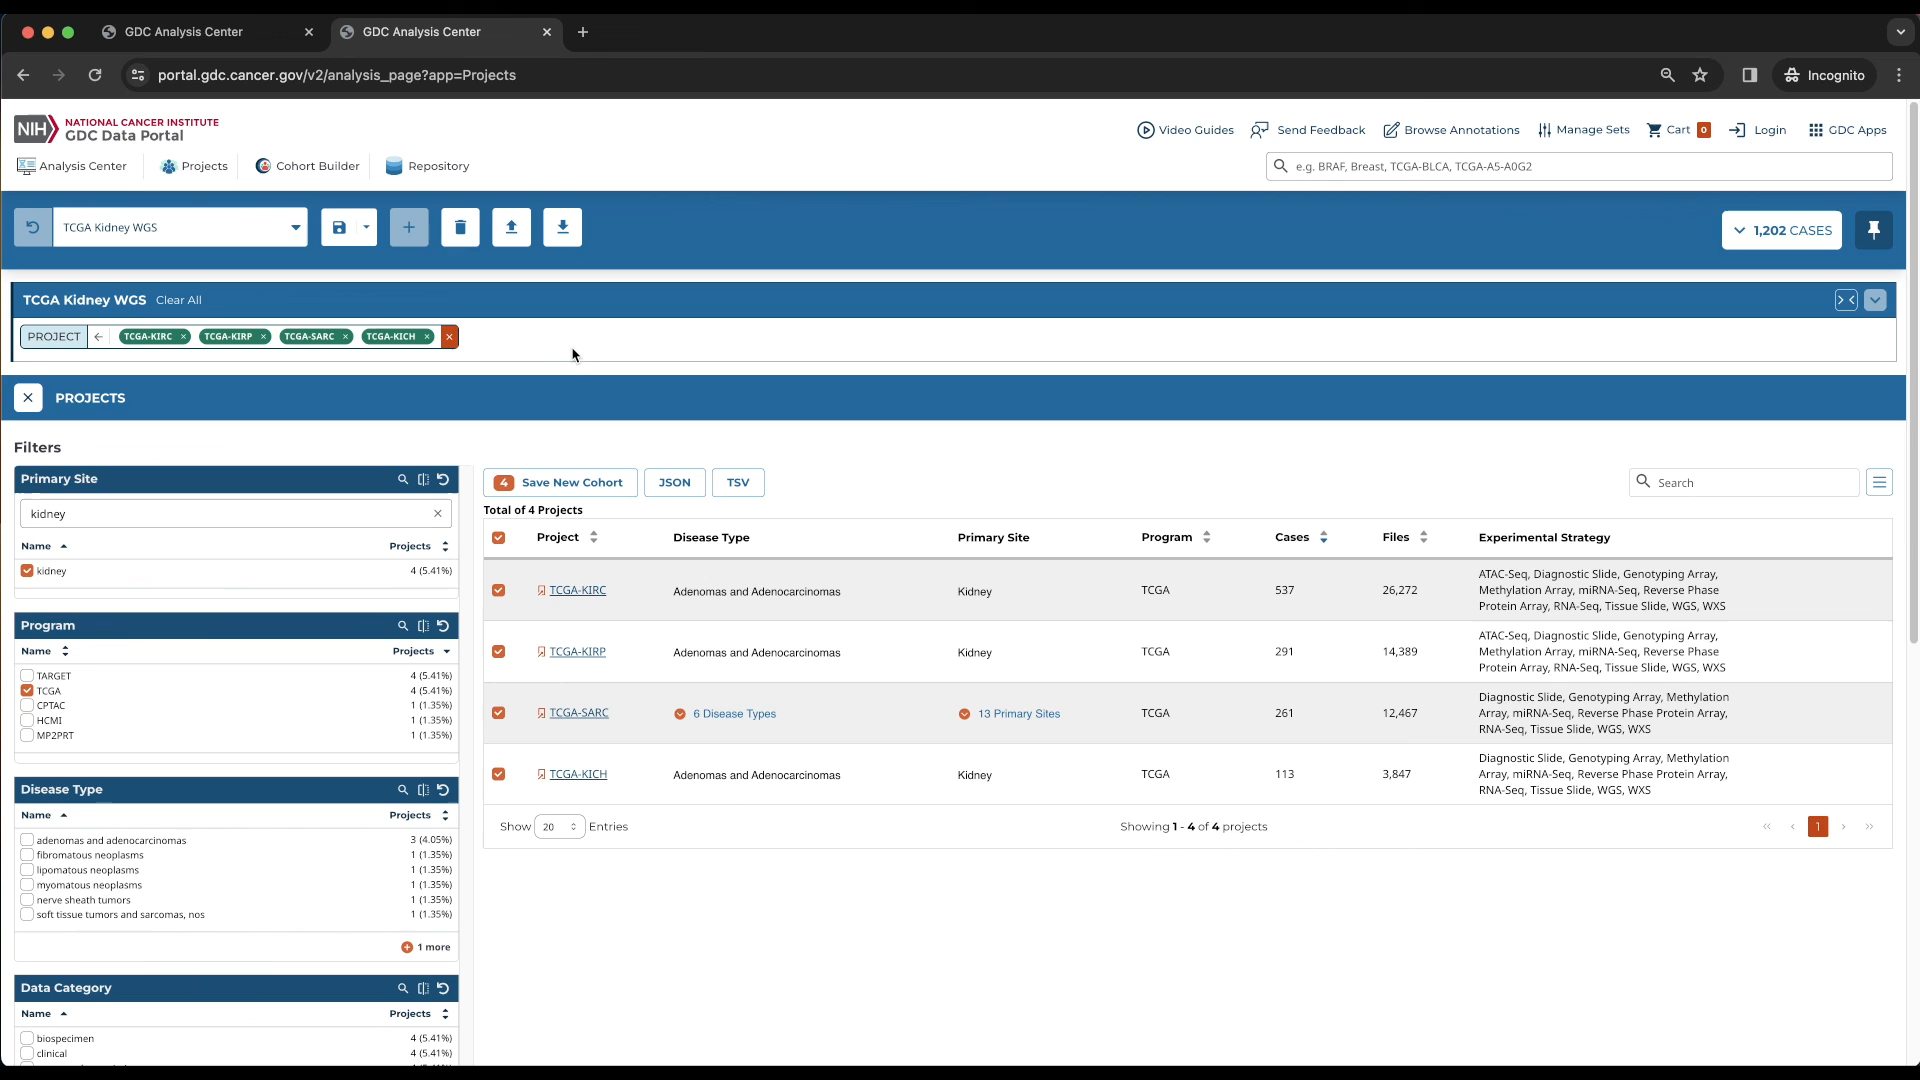 GDC Analysis Center
GDC Analysis Center
portal.gdc.cancer.gov/v2/analysis_page?app=Projects
Incognito
NIH
NATIONAL CANCER INSTITUTE
GDC Data Portal
Video Guides
Send Feedback
Browse Annotations
Manage Sets
Cart 0
Login
GDC Apps
Analysis Center
Projects
Cohort Builder
Repository
e.g. BRAF, Breast, TCGA-BLCA, TCGA-A5-A0G2
TCGA Kidney WGS
1,202 CASES
TCGA Kidney WGS Clear All
PROJECT TCGA-KIRC TCGA-KIRP TCGA-SARC TCGA-KICH
PROJECTS
Filters
Primary Site
kidney
Name Projects
kidney 4 (5.41%)
Program
Name Projects
TARGET 4 (5.41%)
TCGA 4 (5.41%)
CPTAC 1 (1.35%)
HCMI 1 (1.35%)
MP2PRT 1 (1.35%)
Disease Type
Name Projects
adenomas and adenocarcinomas 3 (4.05%)
fibromatous neoplasms 1 (1.35%)
lipomatous neoplasms 1 (1.35%)
myomatous neoplasms 1 (1.35%)
nerve sheath tumors 1 (1.35%)
soft tissue tumors and sarcomas, nos 1 (1.35%)
1 more
Data Category
Name Projects
biospecimen 4 (5.41%)
clinical 4 (5.41%)
4 Save New Cohort
JSON
TSV
Search
Total of 4 Projects
Project Disease Type Primary Site Program Cases Files Experimental Strategy
TCGA-KIRC Adenomas and Adenocarcinomas Kidney TCGA 537 26,272 ATAC-Seq, Diagnostic Slide, Genotyping Array,
Methylation Array, miRNA-Seq, Reverse Phase
Protein Array, RNA-Seq, Tissue Slide, WGS, WXS
TCGA-KIRP Adenomas and Adenocarcinomas Kidney TCGA 291 14,389 ATAC-Seq, Diagnostic Slide, Genotyping Array,
Methylation Array, miRNA-Seq, Reverse Phase
Protein Array, RNA-Seq, Tissue Slide, WGS, WXS
TCGA-SARC 6 Disease Types 13 Primary Sites TCGA 261 12,467 Diagnostic Slide, Genotyping Array, Methylation
Array, miRNA-Seq, Reverse Phase Protein Array,
RNA-Seq, Tissue Slide, WGS, WXS
TCGA-KICH Adenomas and Adenocarcinomas Kidney TCGA 113 3,847 Diagnostic Slide, Genotyping Array, Methylation
Array, miRNA-Seq, Reverse Phase Protein Array,
RNA-Seq, Tissue Slide, WGS, WXS
Show 20 Entries
Showing 1 - 4 of 4 projects
1